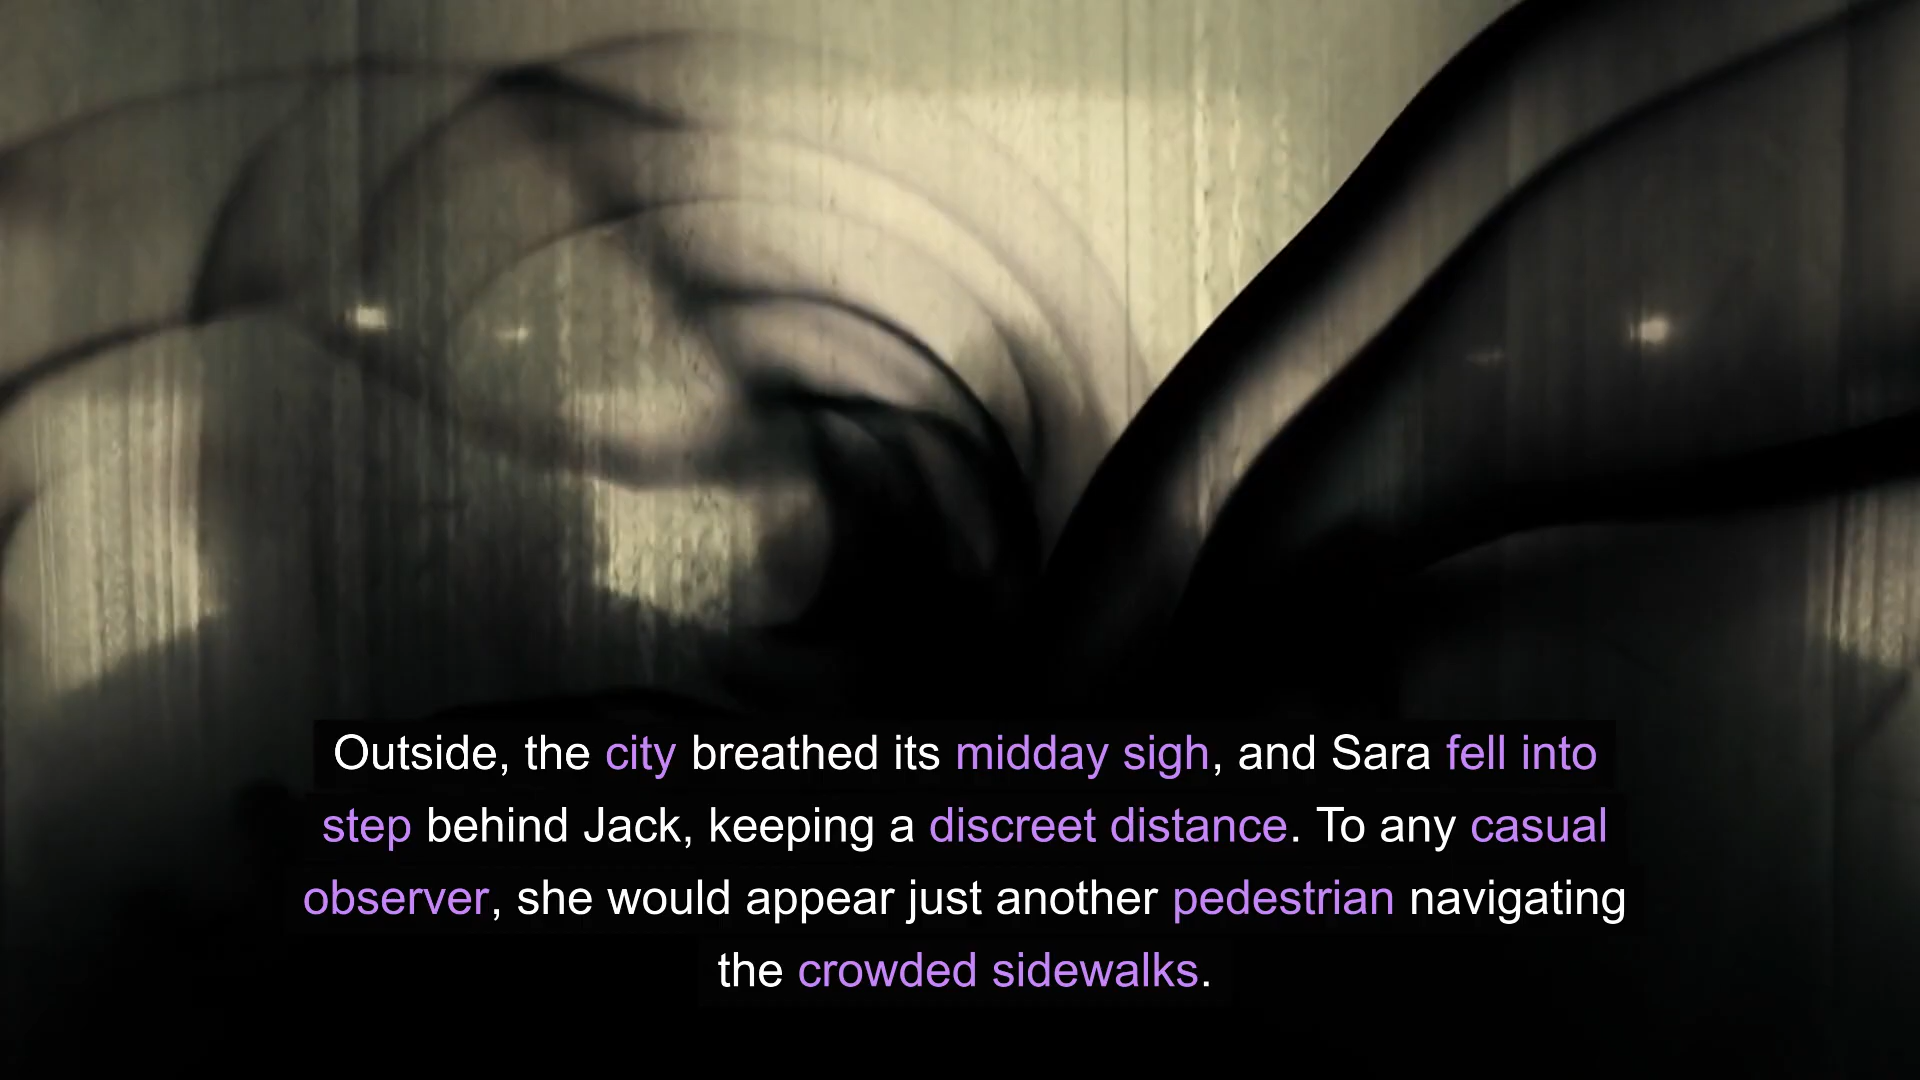 Outside, the city breathed its midday sigh, and Sara fell into
step behind Jack, keeping a discreet distance. To any casual
observer, she would appear just another pedestrian navigating
the crowded sidewalks.